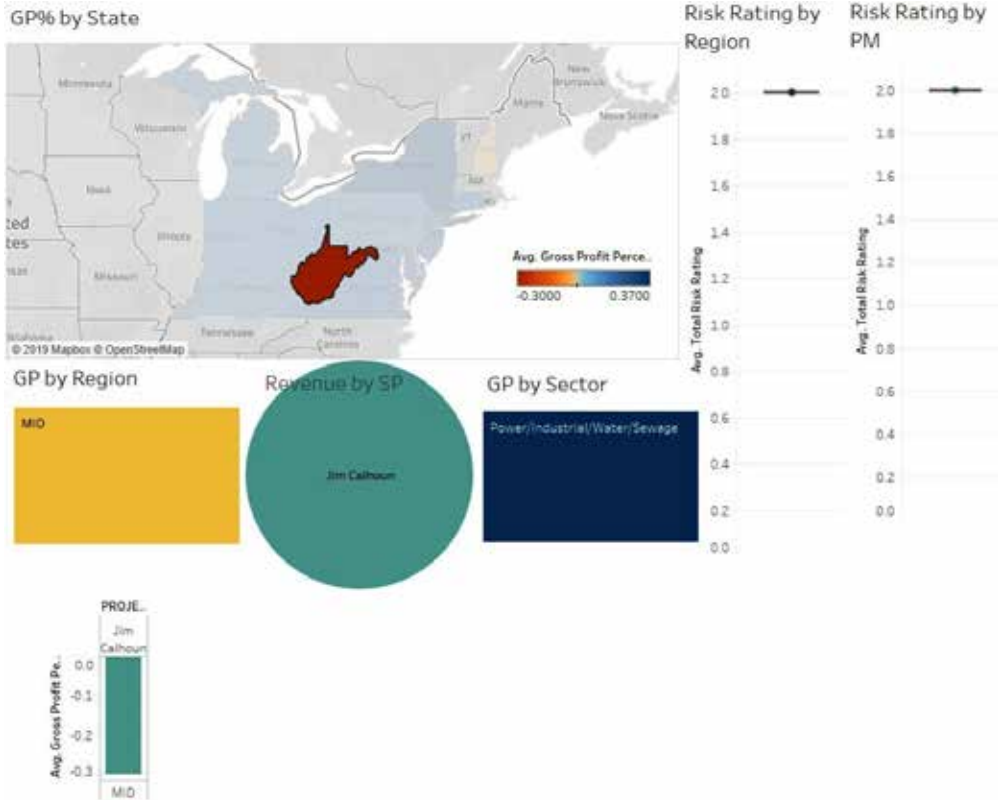 GP% by State
Minnesota
Wisconsin
Iowa
Illinois
Missouri
ted
tes
Tennessee
North
Carolina
New
Brunswick
Maine
Nova Scotia
VT
MA
Avg. Gross Profit Perce..
-0.3000
0.3700
© 2019 Mapbox © OpenStreetMap
Risk Rating by
Region
Avg. Total Risk Rating
2.0
1.8
1.6
1.4
1.2
1.0
0.8
0.6
0.4
0.2
0.0
Risk Rating by
PM
Avg. Total Risk Rating
2.0
1.8
1.6
1.4
1.2
1.0
0.8
0.6
0.4
0.2
0.0
GP by Region
MID
Revenue by SP
Jim Calhoun
GP by Sector
Power/Industrial/Water/Sewage
PROJE..
Jim
Calhoun
Avg. Gross Profit Pe..
0.0
-0.1
-0.2
-0.3
MID